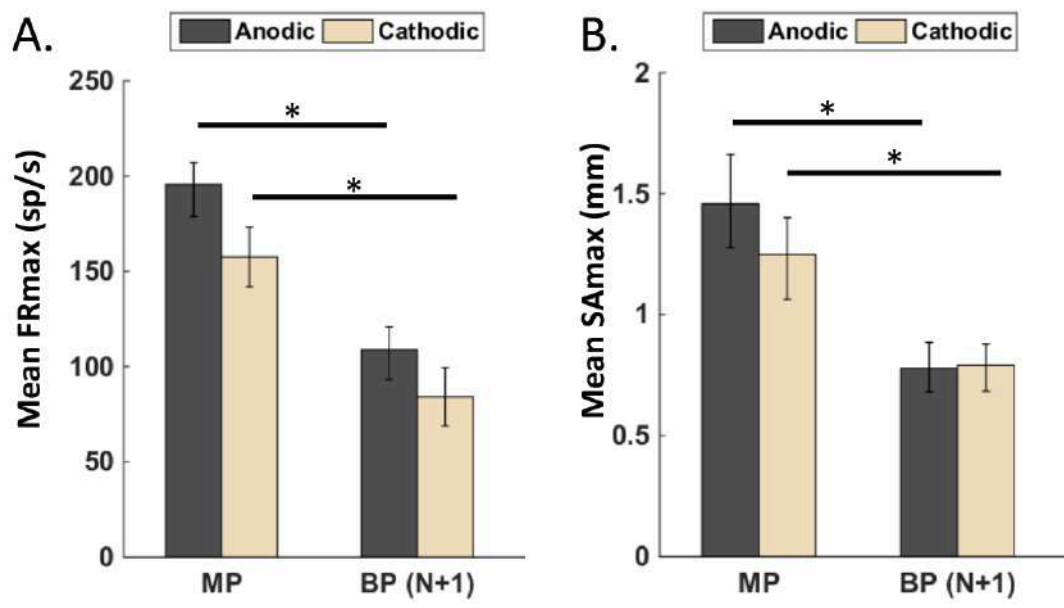 A.
Anodic Cathodic
Mean FRmax (sp/s)
250
200
150
100
50
0
*
*
MP BP (N+1)
B.
Anodic Cathodic
Mean SAmax (mm)
2
1.5
1
0.5
0
*
*
MP BP (N+1)